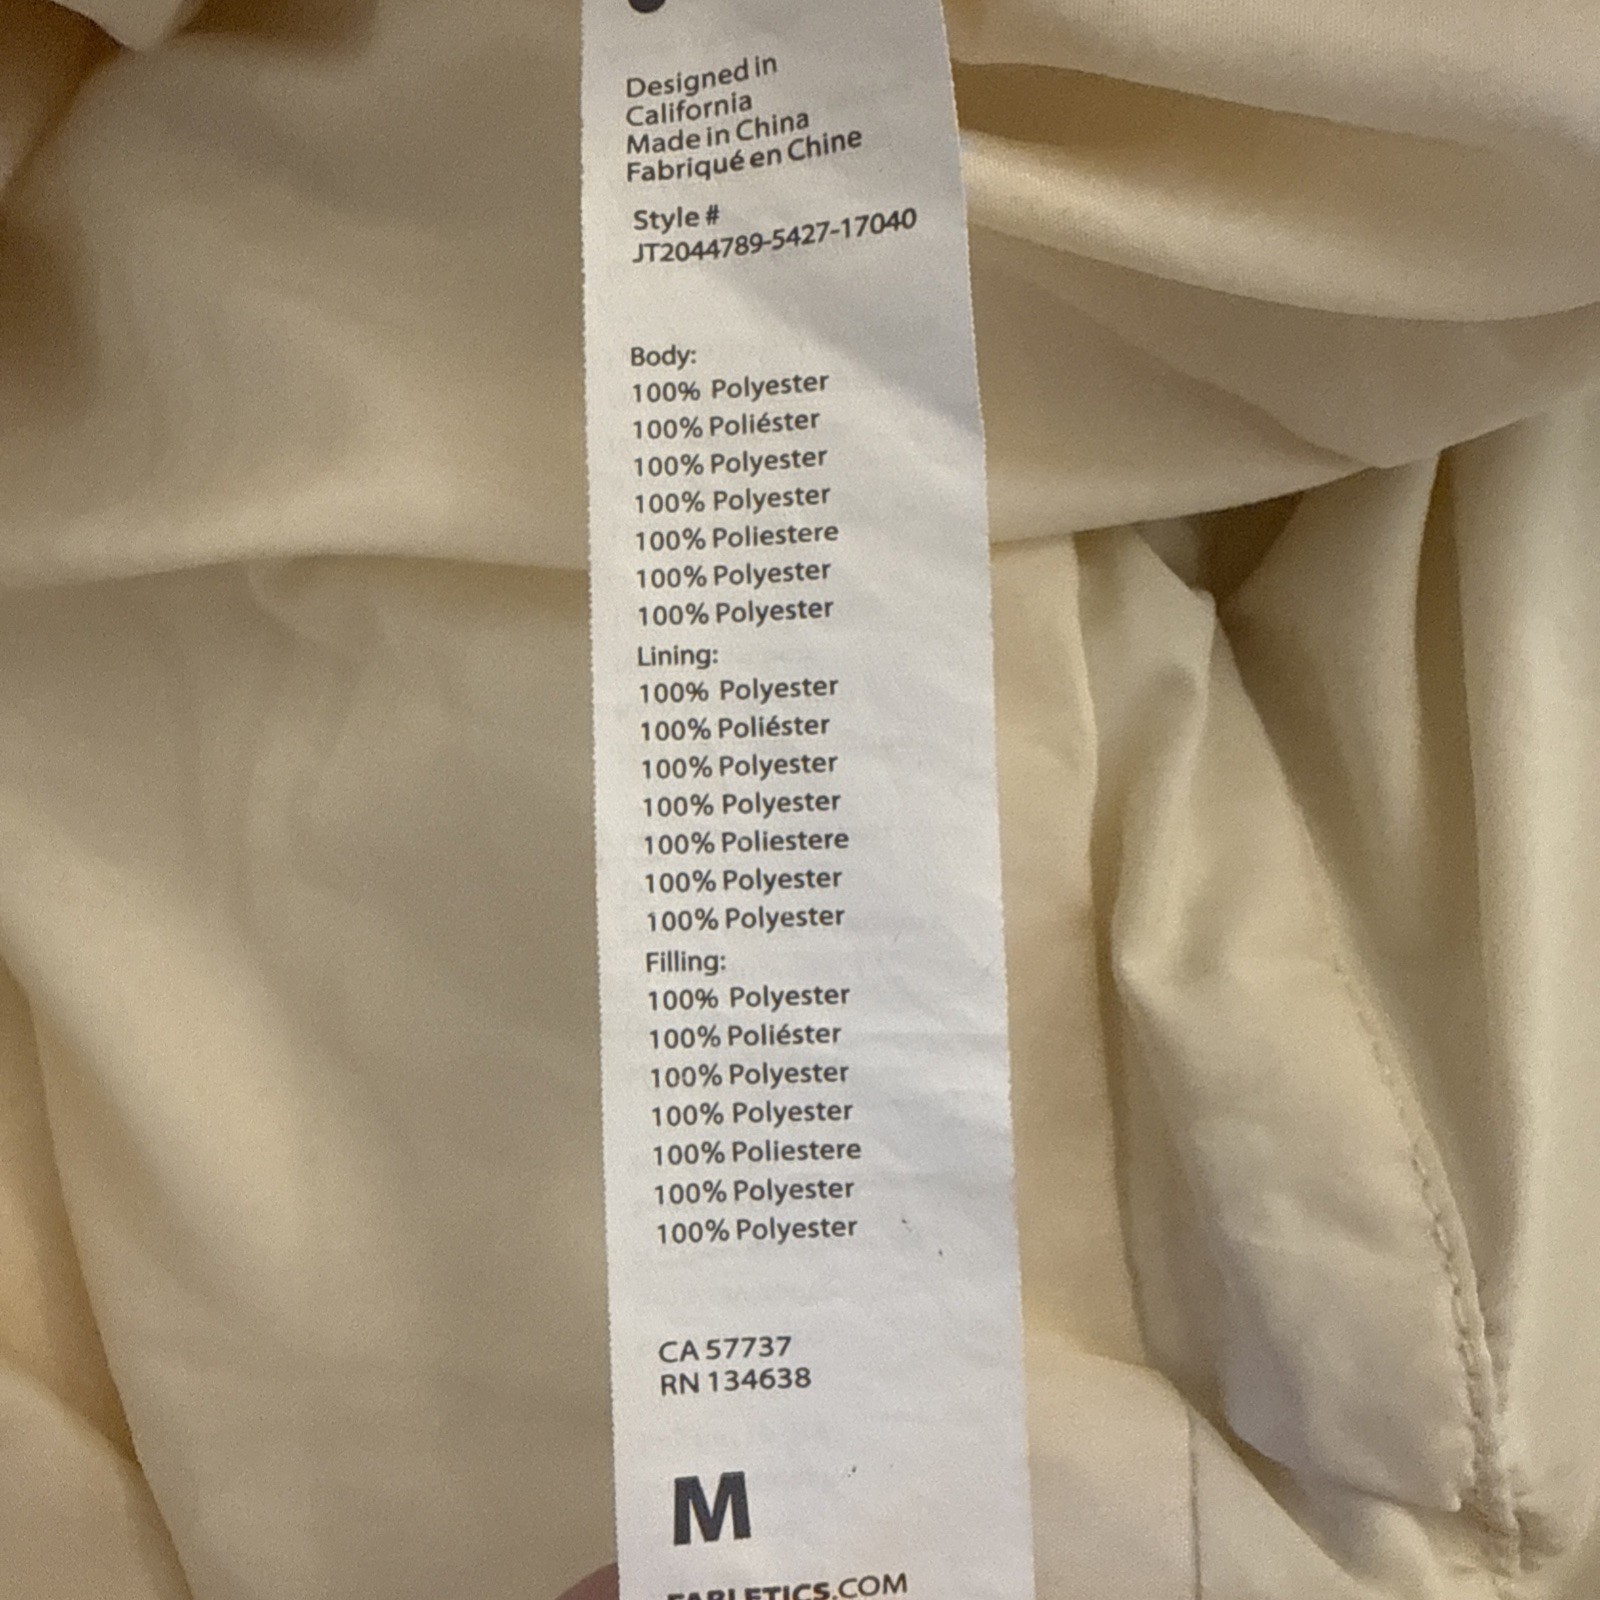 Designed in
California
Made in China
Fabriqué en Chine
Style #
JT2044789-5427-17040
Body:
100% Polyester
100% Poliéster
100% Polyester
100% Polyester
100% Poliestere
100% Polyester
100% Polyester
Lining:
100% Polyester
100% Poliéster
100% Polyester
100% Polyester
100% Poliestere
100% Polyester
100% Polyester
Filling:
100% Polyester
100% Poliéster
100% Polyester
100% Polyester
100% Poliestere
100% Polyester
100% Polyester
CA 57737
RN 134638
M
FABLETICS.COM